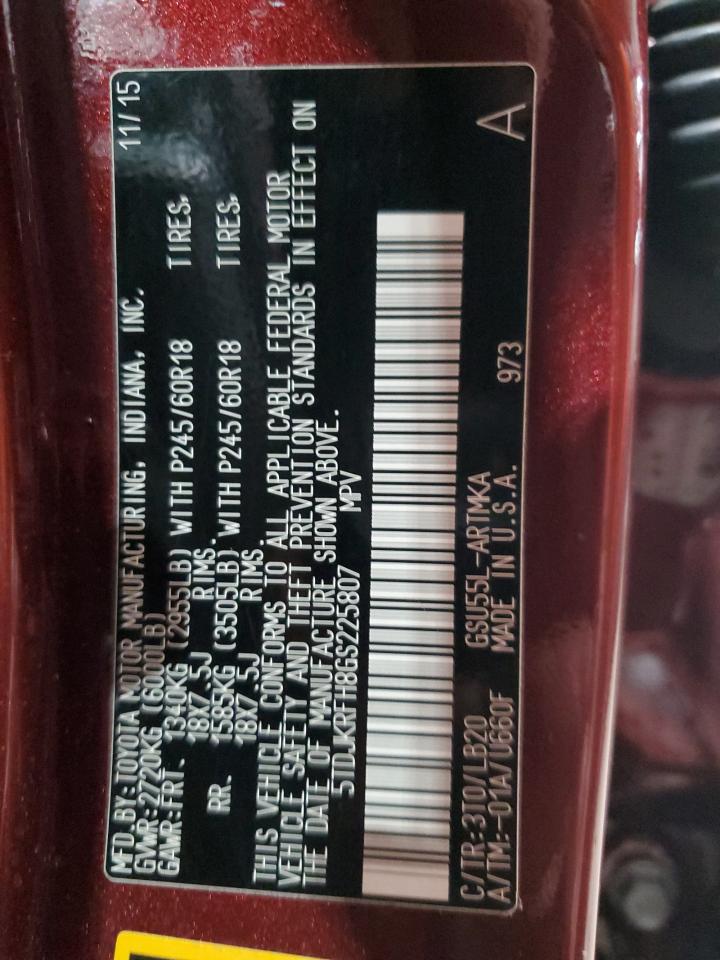 MFD.BY:TOYOTA MOTOR MANUFACTURING, INDIANA, INC. 11/15
GVWR:2720KG (6000LB)
GAWR:FRT. 1340KG (2955LB) WITH P245/60R18 TIRES,
18X7.5J RIMS.
RR. 1585KG (3505LB) WITH P245/60R18 TIRES,
18X7.5J RIMS.
THIS VEHICLE CONFORMS TO ALL APPLICABLE FEDERAL MOTOR
VEHICLE SAFETY AND THEFT PREVENTION STANDARDS IN EFFECT ON
THE DATE OF MANUFACTURE SHOWN ABOVE.
5TDJKRFH8GS225807 MPV
C/TR:3T0/LB20 GSU55L-ARTMKA
A/TM:-01A/U660F MADE IN U.S.A. 973 A